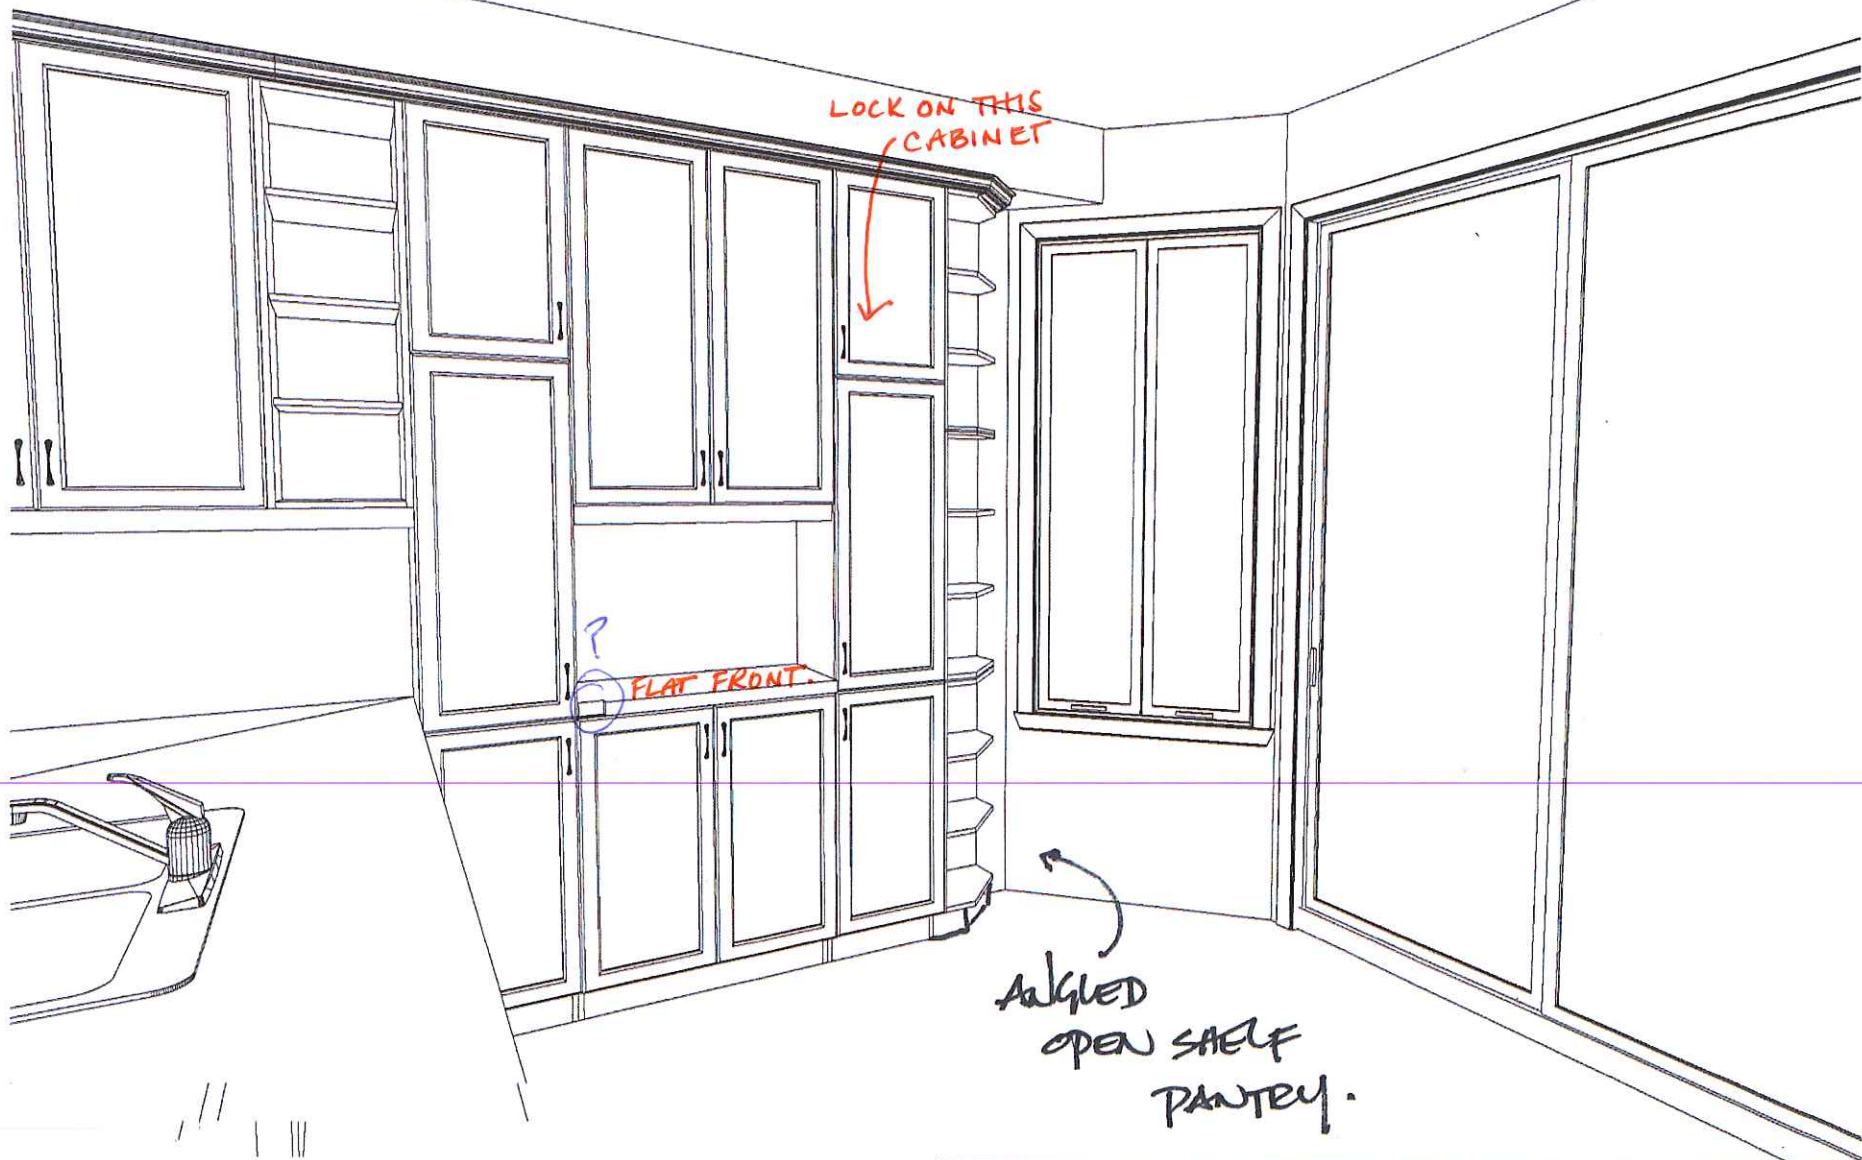 LOCK ON THIS
CABINET
?
FLAT FRONT.
ANGLED
OPEN SHELF
PANTRY.